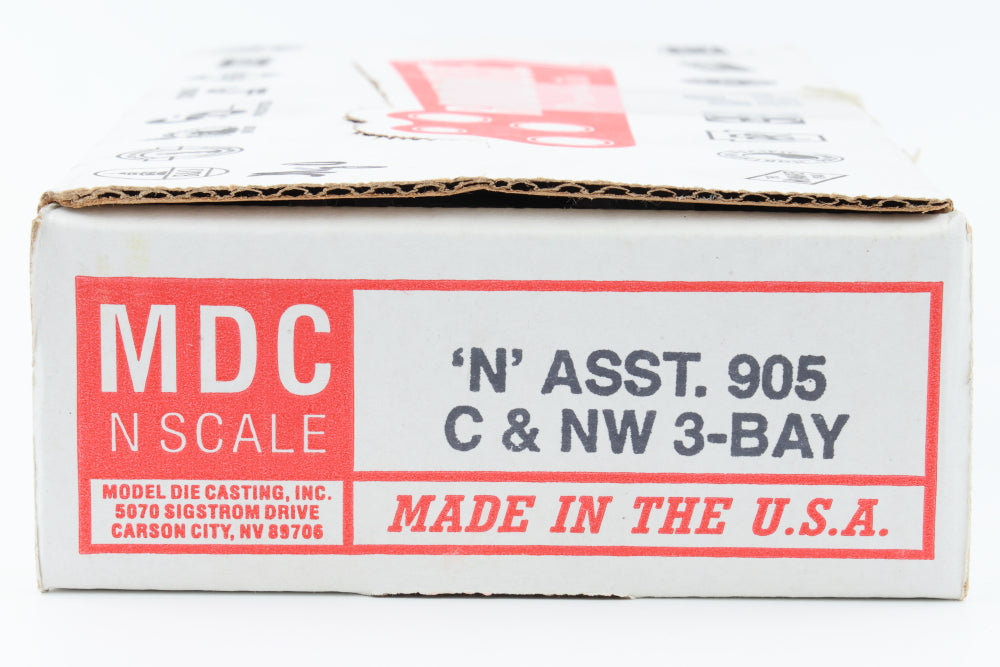 MDC
N SCALE
MODEL DIE CASTING, INC.
5070 SIGSTROM DRIVE
CARSON CITY, NV 89706
‘N’ ASST. 905
C & NW 3-BAY
MADE IN THE U.S.A.